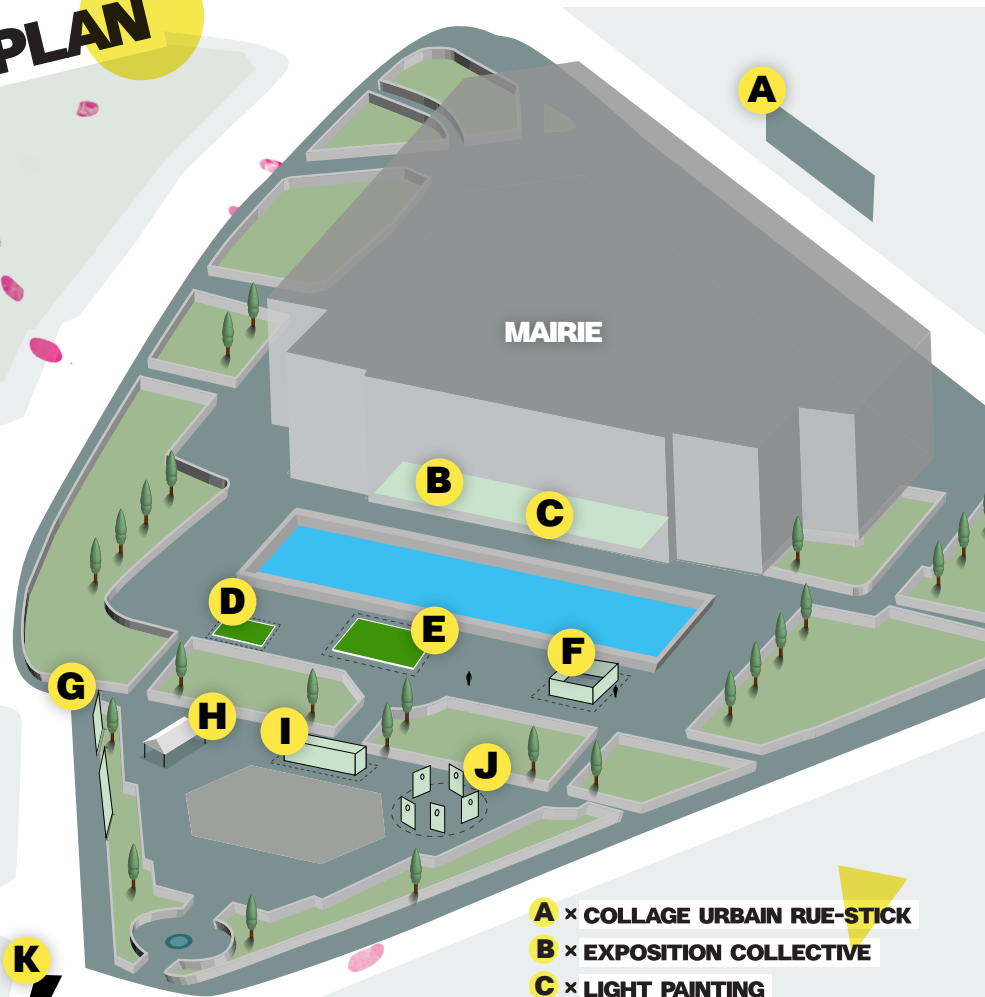 PLAN
A
MAIRIE
B
C
D
E
F
G
H
I
J
K
A × COLLAGE URBAIN RUE-STICK
B × EXPOSITION COLLECTIVE
C × LIGHT PAINTING